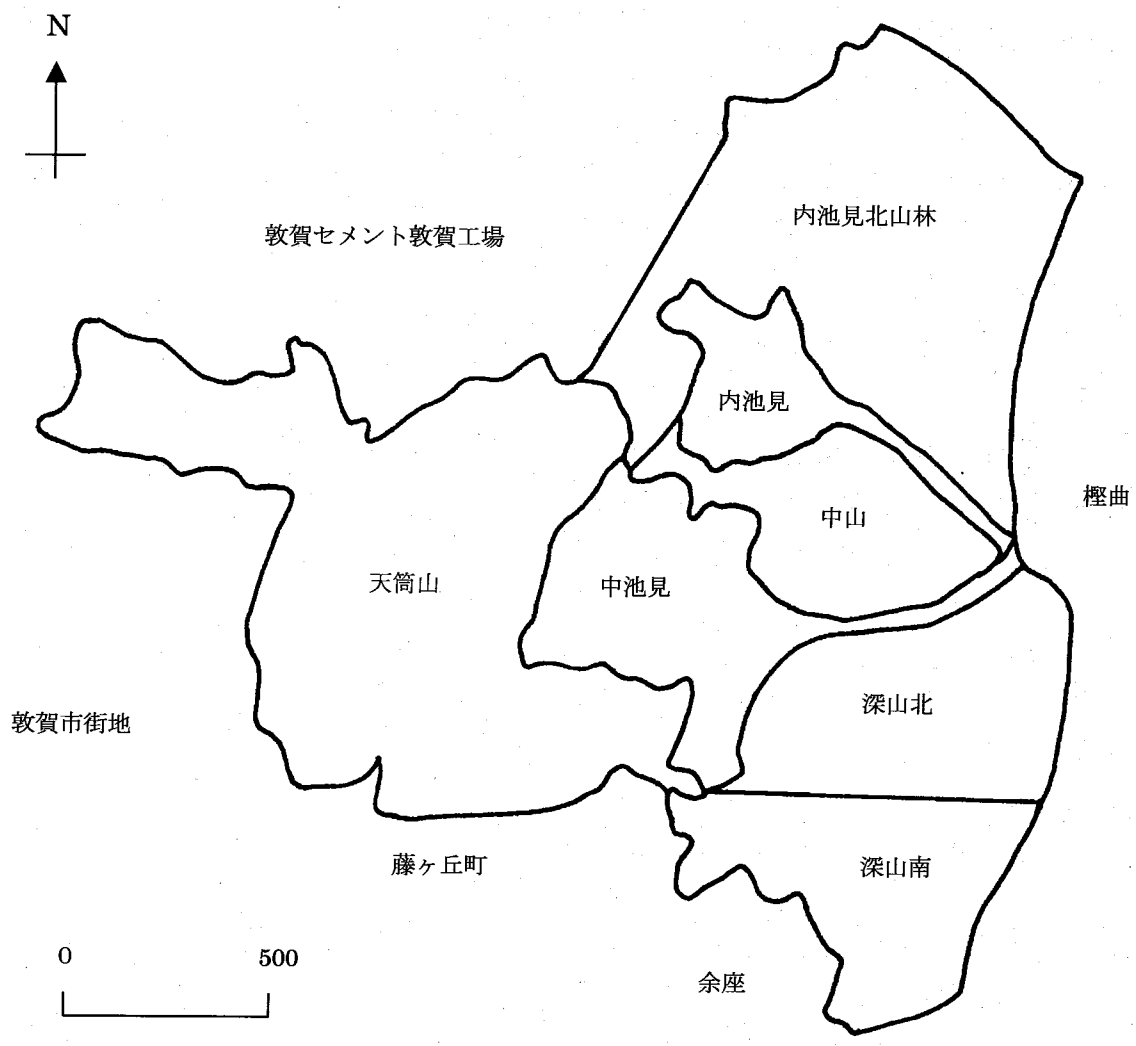 N
内池見北山林
敦賀セメント敦賀工場
内池見
樫曲
中山
天筒山
中池見
深山北
敦賀市街地
藤ヶ丘町
深山南
0 500
余座